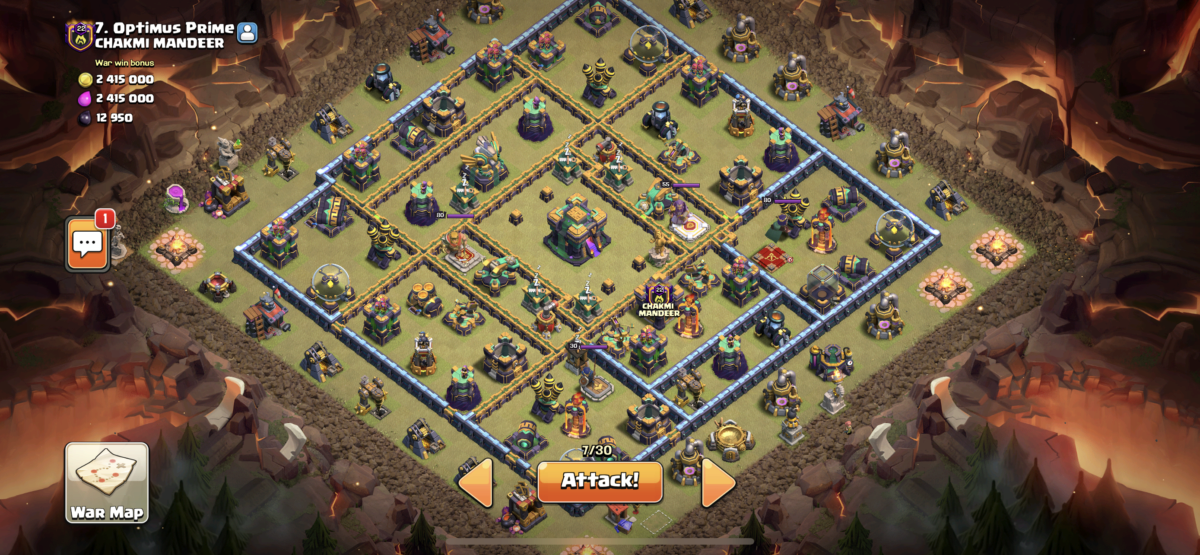 7. Optimus Prime
CHAKMI MANDEER
War win bonus
2 415 000
2 415 000
12 950
1
55
80
80
CHAKMI
MANDEER
30
7/30
Attack!
War Map